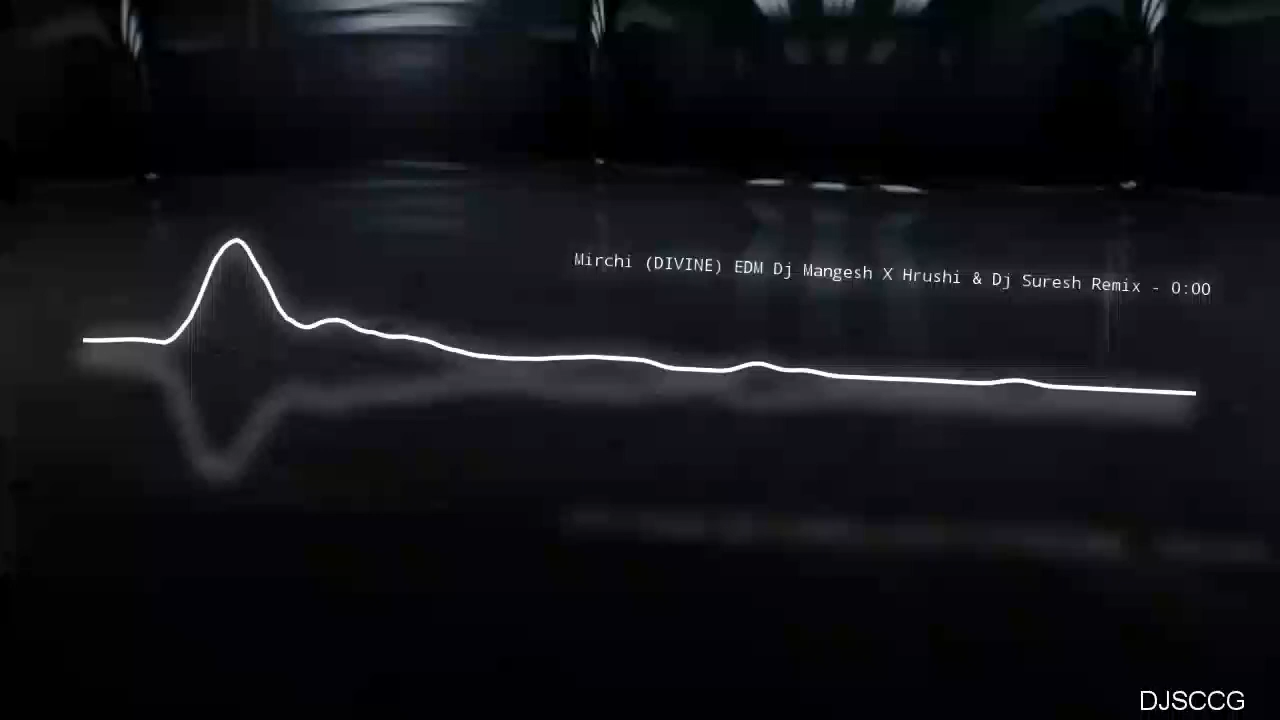 Mirchi (DIVINE) EDM Dj Mangesh X Hrushi & Dj Suresh Remix - 0:00
DJSCCG